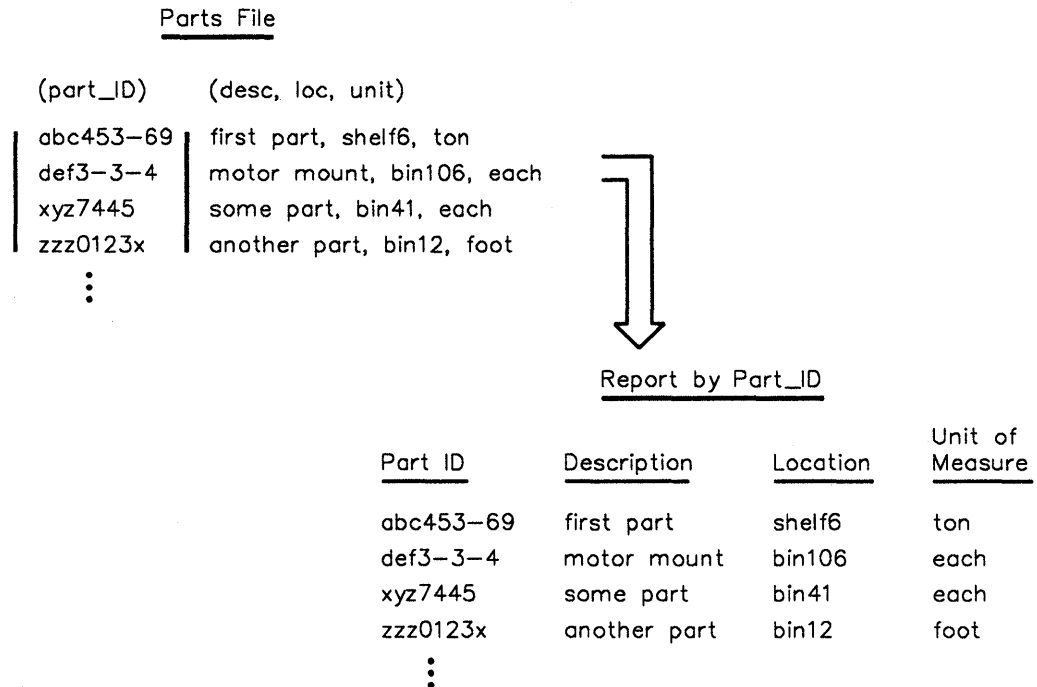 Parts File
(part_ID) (desc, loc, unit)
abc453-69 first part, shelf6, ton
def3-3-4 motor mount, bin106, each
xyz7445 some part, bin41, each
zzz0123x another part, bin12, foot
Report by Part_ID
Part ID Description Location Unit of Measure
abc453-69 first part shelf6 ton
def3-3-4 motor mount bin106 each
xyz7445 some part bin41 each
zzz0123x another part bin12 foot